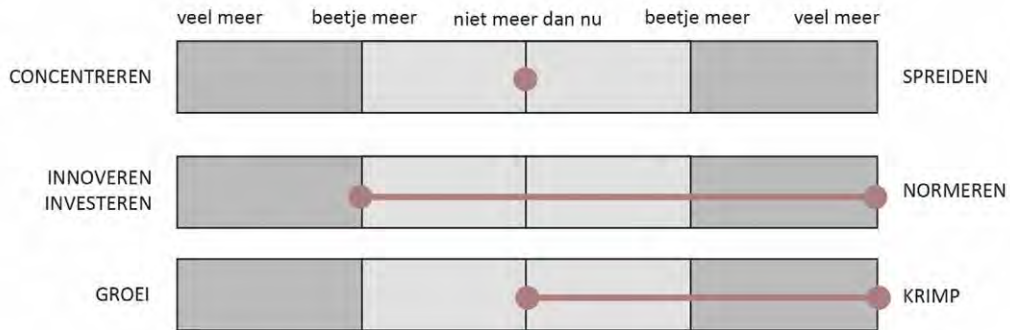 veel meer beetje meer niet meer dan nu beetje meer veel meer
CONCENTREREN SPREIDEN
INNOVEREN
INVESTEREN NORMEREN
GROEI KRIMP